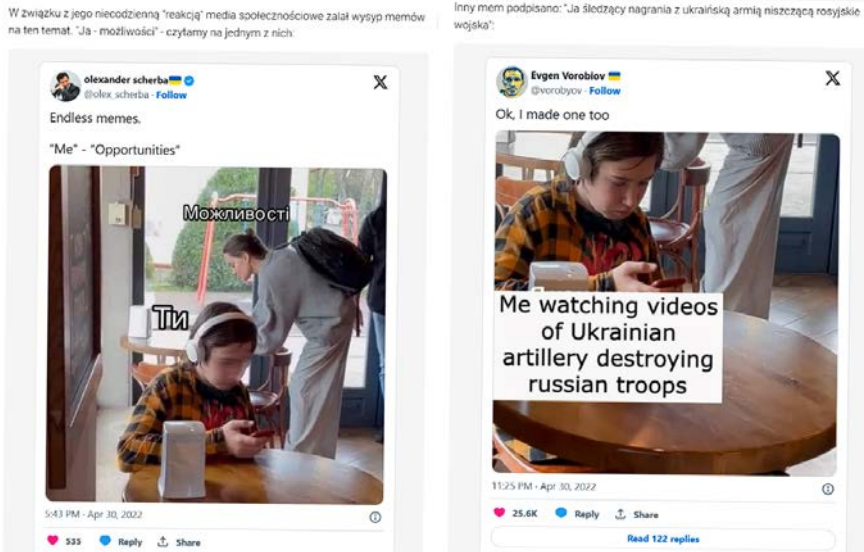 W związku z jego niecodzienną "reakcją" media społecznościowe zalał wysyp memów
na ten temat. "Ja - możliwości" - czytamy na jednym z nich:
olexander scherba
@olex_scherba · Follow
Endless memes.
"Me" - "Opportunities"
Можливості
Ти
5:43 PM · Apr 30, 2022
535 Reply Share
Inny mem podpisano: "Ja śledzący nagrania z ukraińską armią niszczącą rosyjskie
wojska":
Evgen Vorobiov
@vorobyov · Follow
Ok, I made one too
Me watching videos
of Ukrainian
artillery destroying
russian troops
11:25 PM · Apr 30, 2022
25.6K Reply Share
Read 122 replies